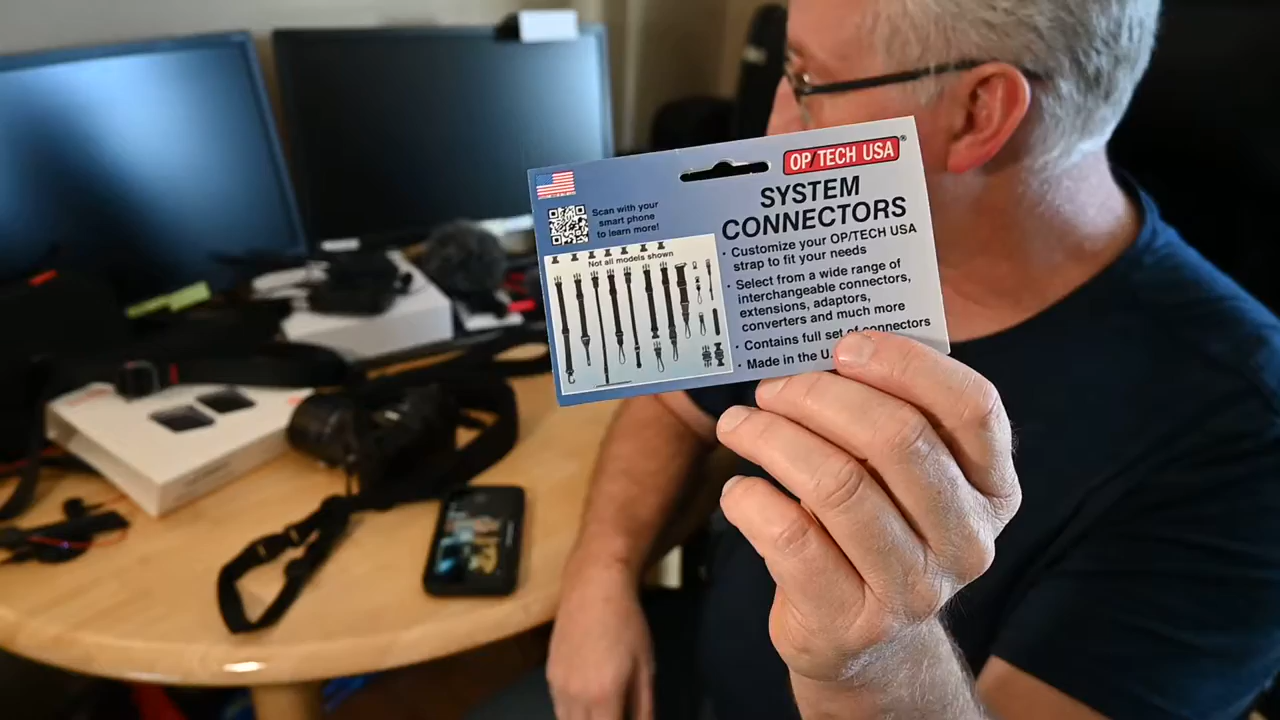 OP/TECH USA
SYSTEM
CONNECTORS
Scan with your
smart phone
to learn more!
Not all models shown
· Customize your OP/TECH USA
strap to fit your needs
· Select from a wide range of
interchangeable connectors,
extensions, adaptors,
converters and much more
· Contains full set of connectors
· Made in the U.